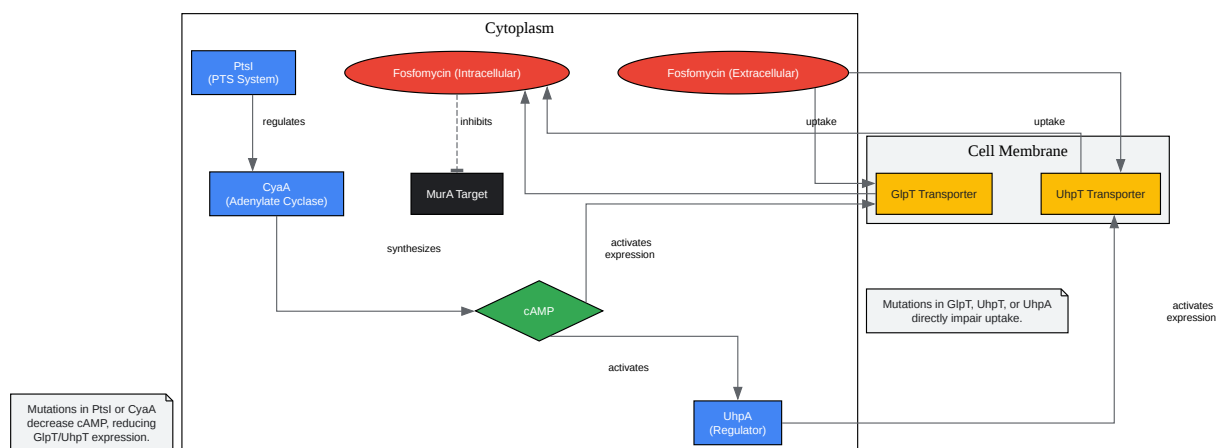 Cytoplasm
PtsI
(PTS System)
Fosfomycin (Intracellular)
Fosfomycin (Extracellular)
regulates
inhibits
uptake
uptake
Cell Membrane
CyaA
(Adenylate Cyclase)
MurA Target
GlpT Transporter
UhpT Transporter
synthesizes
activates
expression
cAMP
Mutations in GlpT, UhpT, or UhpA
directly impair uptake.
activates
expression
activates
Mutations in PtsI or CyaA
decrease cAMP, reducing
GlpT/UhpT expression.
UhpA
(Regulator)